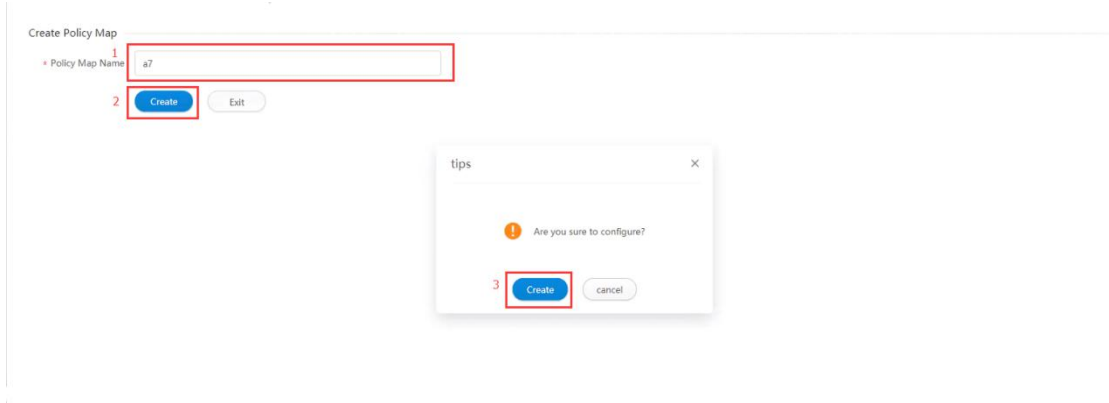 Create Policy Map
1
* Policy Map Name a7
2 Create Exit
tips ×
! Are you sure to configure?
3 Create cancel